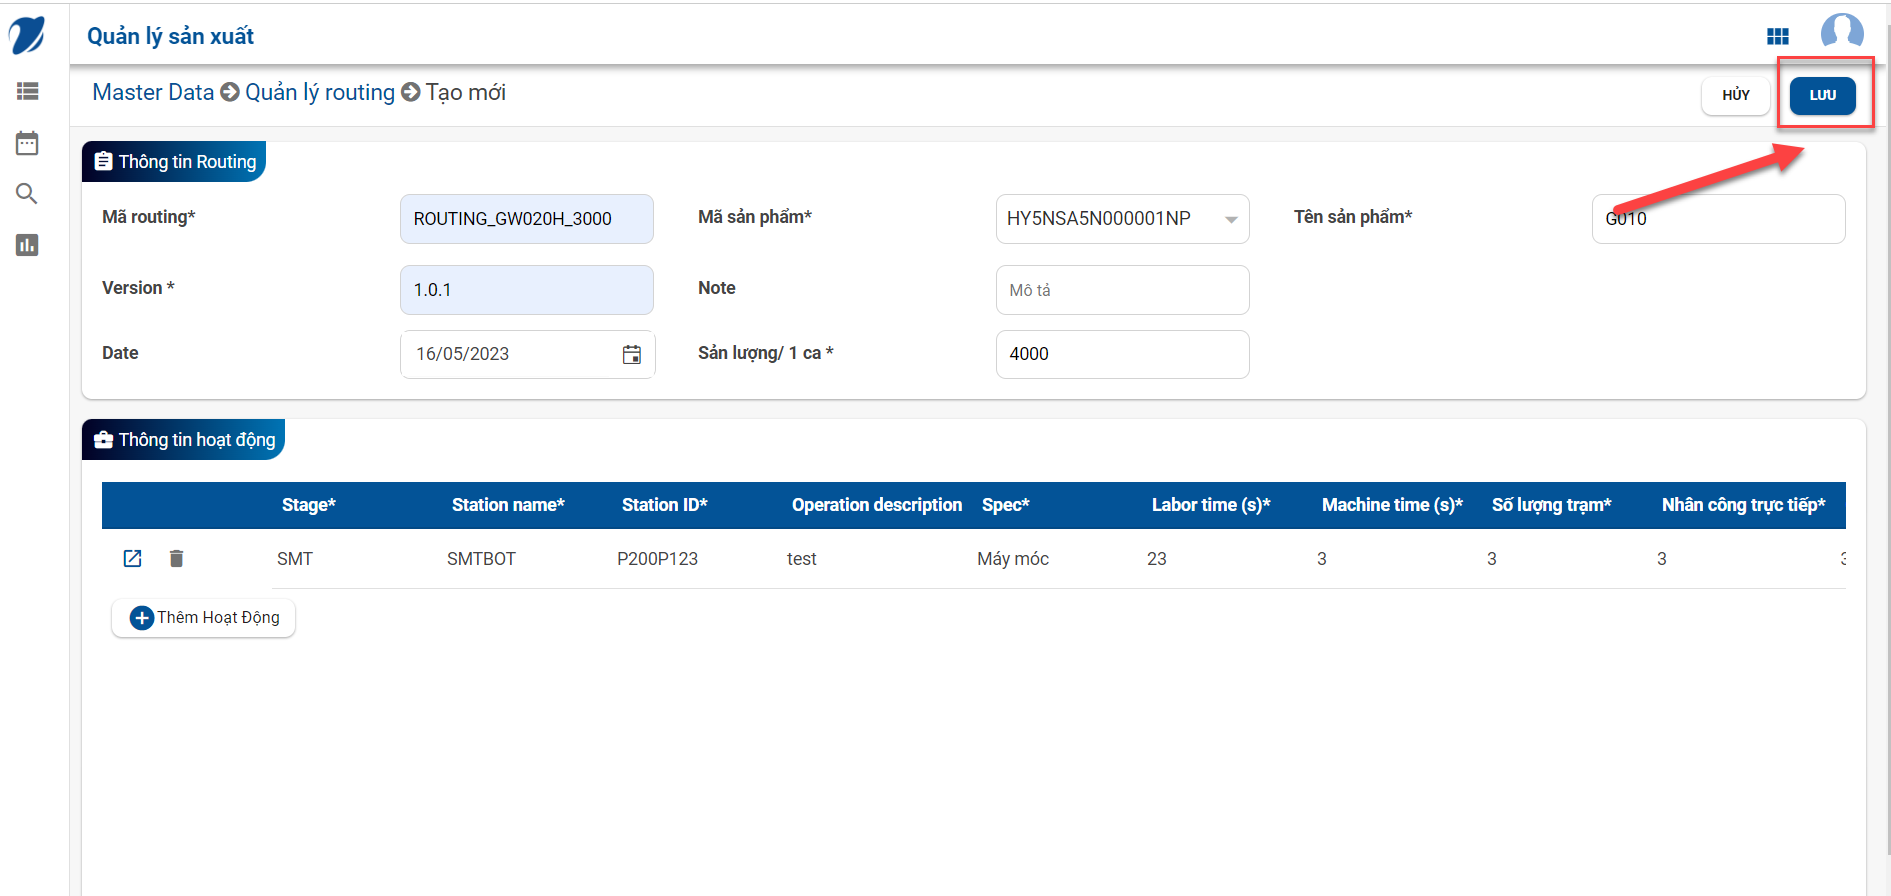 Quản lý sản xuất
Master Data Quản lý routing Tạo mới
HỦY
LƯU
Thông tin Routing
Mã routing* ROUTING_GW020H_3000 Mã sản phẩm* HY5NSA5N000001NP Tên sản phẩm* G010
Version * 1.0.1 Note Mô tả
Date 16/05/2023 Sản lượng/ 1 ca * 4000
Thông tin hoạt động
Stage* Station name* Station ID* Operation description Spec* Labor time (s)* Machine time (s)* Số lượng trạm* Nhân công trực tiếp*
SMT SMTBOT P200P123 test Máy móc 23 3 3 3
Thêm Hoạt Động